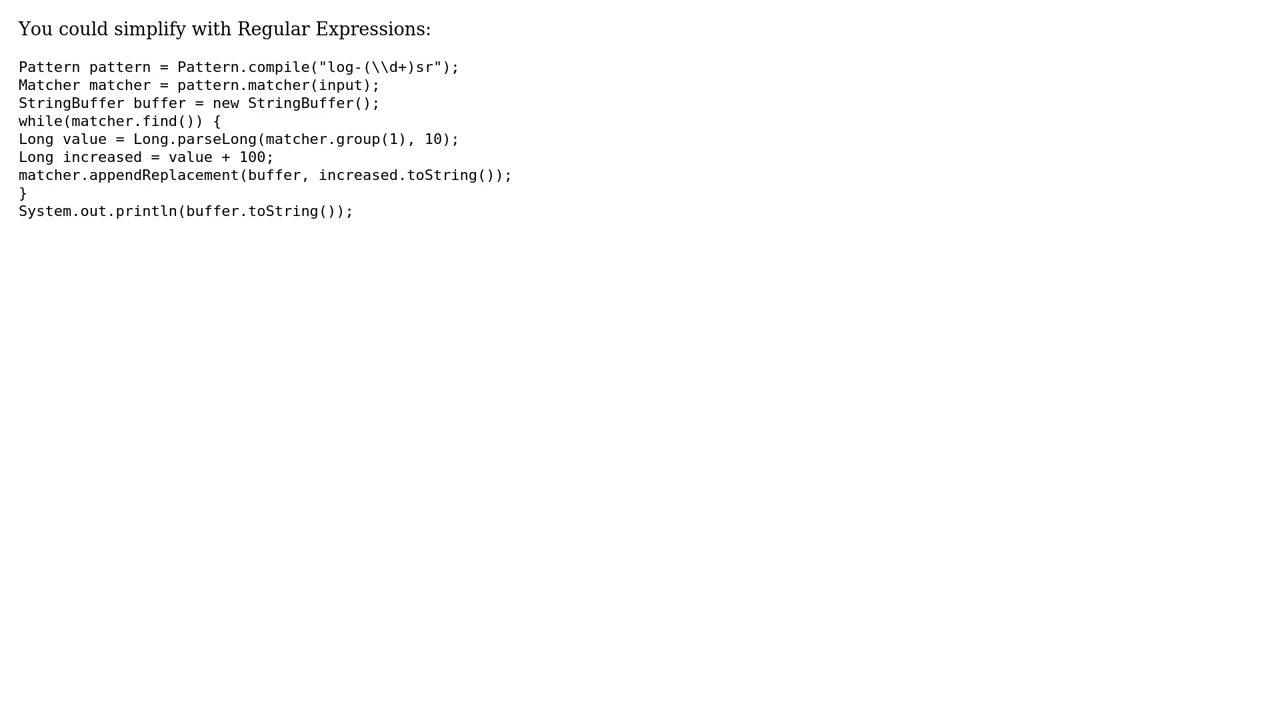 You could simplify with Regular Expressions:
Pattern pattern = Pattern.compile("log-(\\d+)sr");
Matcher matcher = pattern.matcher(input);
StringBuffer buffer = new StringBuffer();
while(matcher.find()) {
Long value = Long.parseLong(matcher.group(1), 10);
Long increased = value + 100;
matcher.appendReplacement(buffer, increased.toString());
}
System.out.println(buffer.toString());